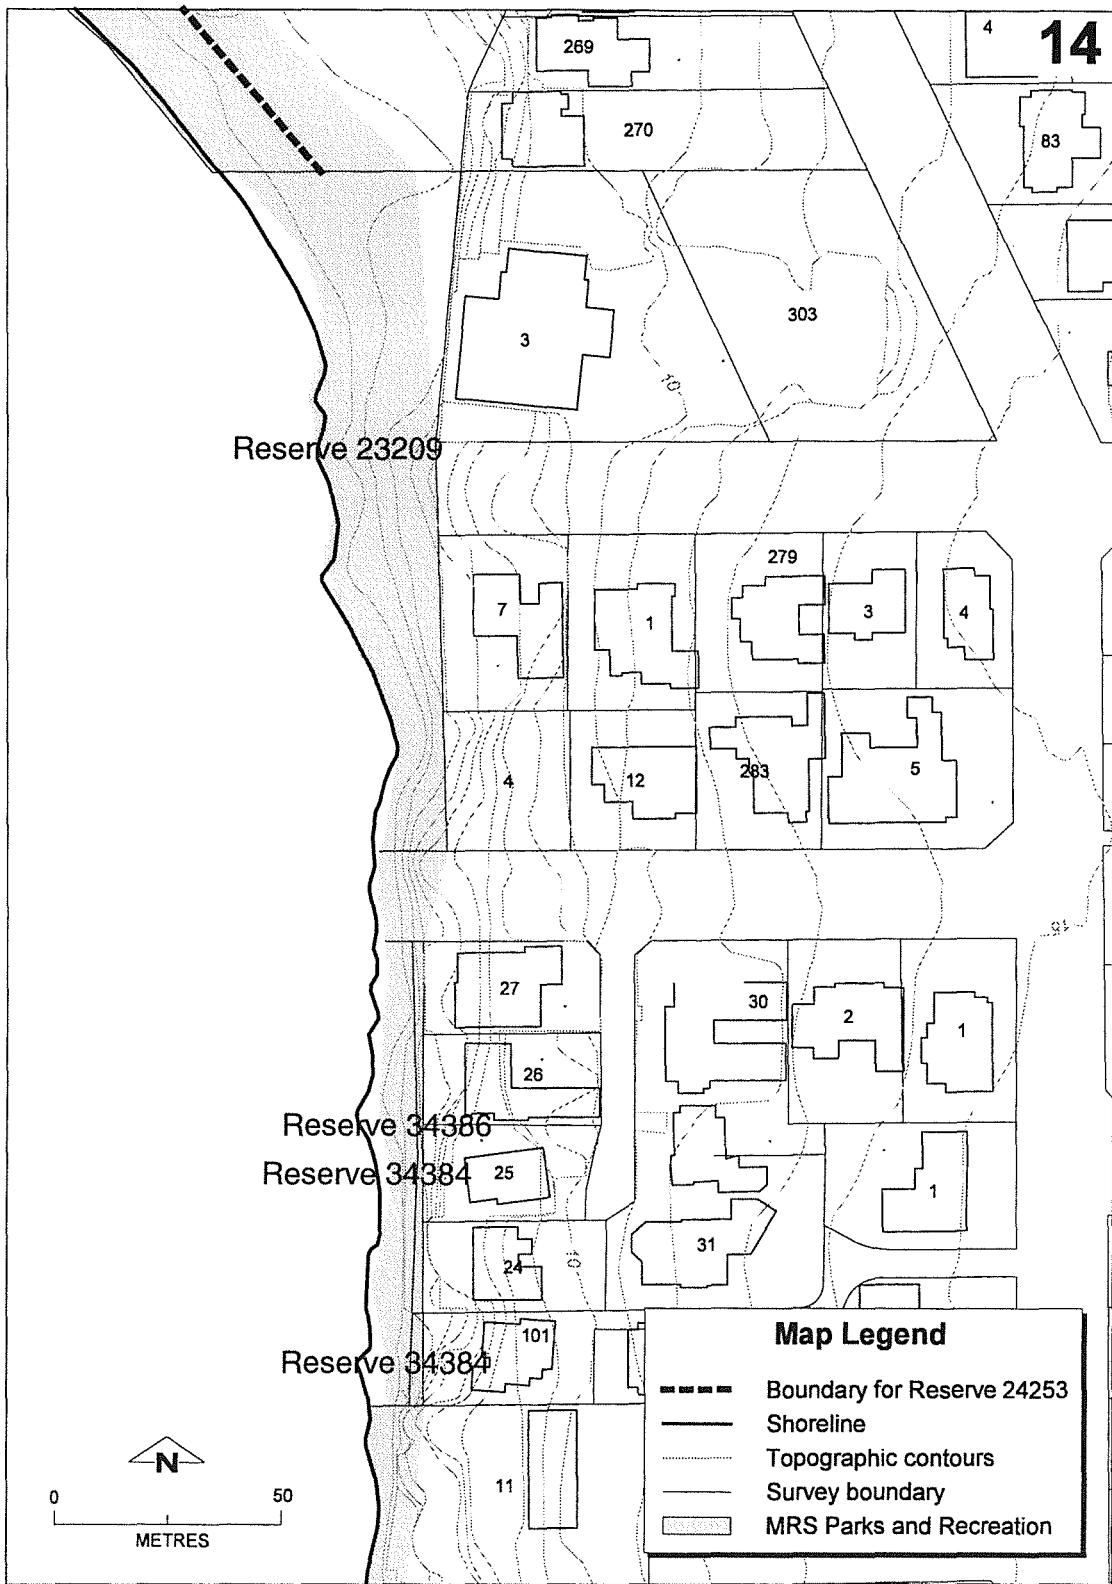 4
14
269
270
83
303
3
10
Reserve 23209
279
7
1
3
4
4
12
283
5
15
27
30
2
1
26
Reserve 34386
Reserve 34384
25
1
31
24
10
101
Reserve 34384
11
N
0
50
METRES
Map Legend
Boundary for Reserve 24253
Shoreline
Topographic contours
Survey boundary
MRS Parks and Recreation